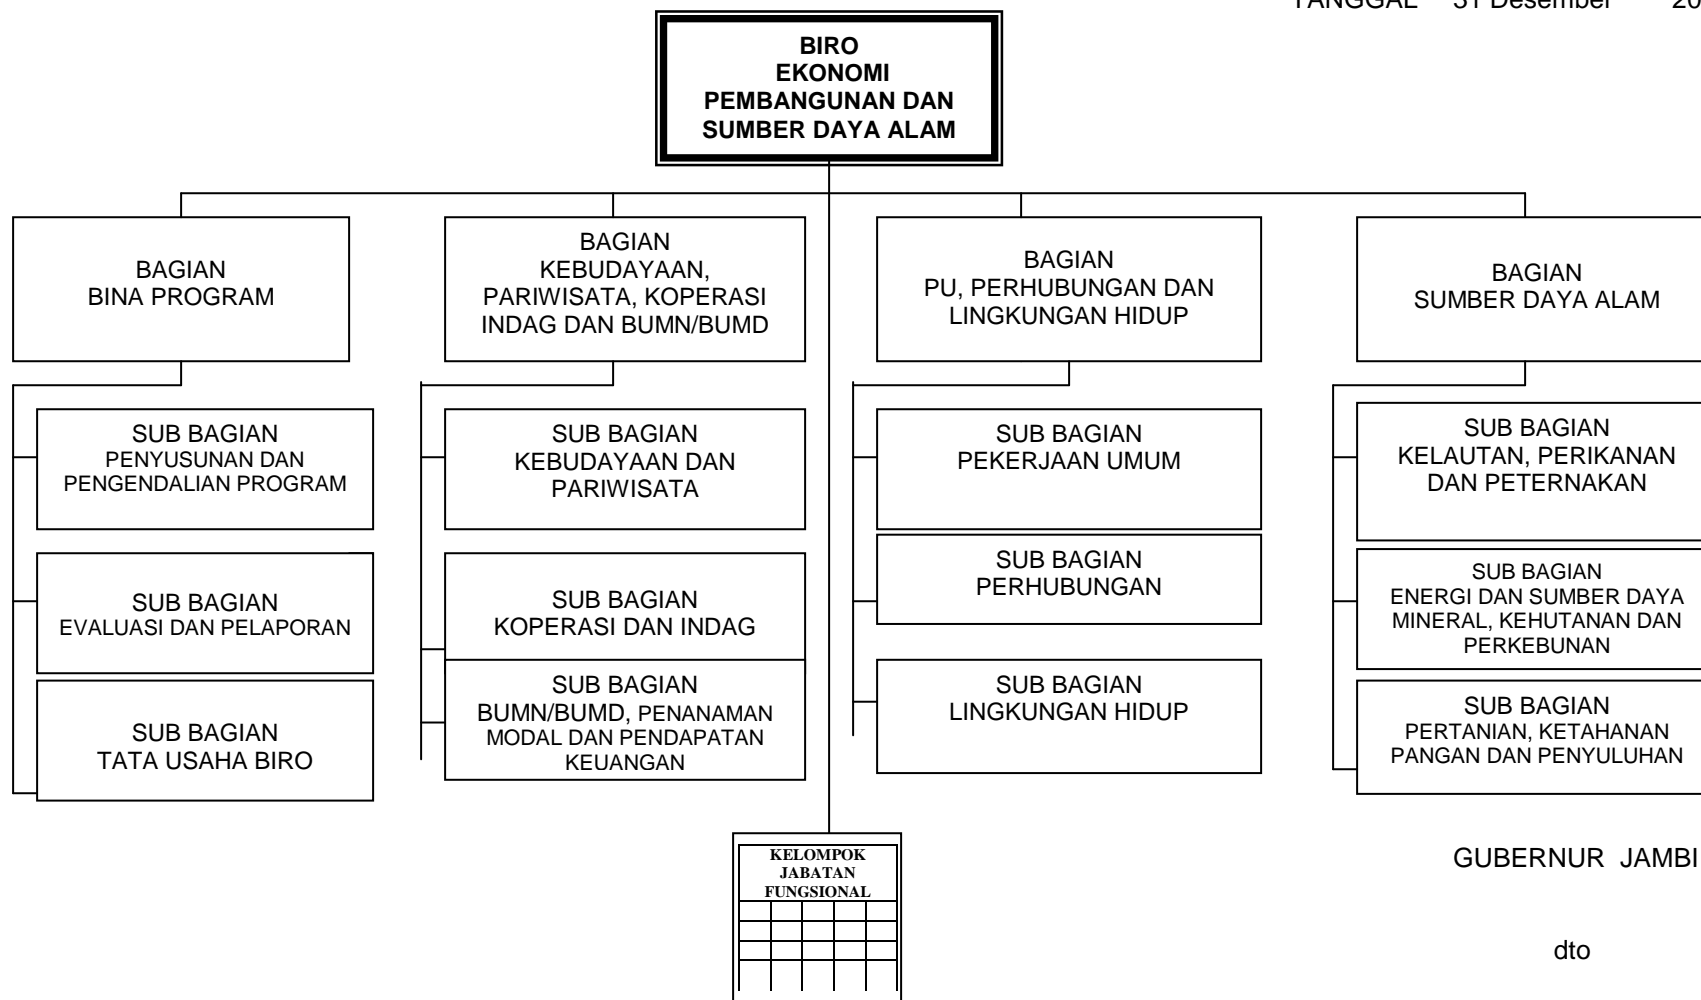 TANGGAL 31 Desember 20
BIRO
EKONOMI
PEMBANGUNAN DAN
SUMBER DAYA ALAM
BAGIAN
BINA PROGRAM
BAGIAN
KEBUDAYAAN,
PARIWISATA, KOPERASI
INDAG DAN BUMN/BUMD
BAGIAN
PU, PERHUBUNGAN DAN
LINGKUNGAN HIDUP
BAGIAN
SUMBER DAYA ALAM
SUB BAGIAN
PENYUSUNAN DAN
PENGENDALIAN PROGRAM
SUB BAGIAN
KEBUDAYAAN DAN
PARIWISATA
SUB BAGIAN
PEKERJAAN UMUM
SUB BAGIAN
KELAUTAN, PERIKANAN
DAN PETERNAKAN
SUB BAGIAN
EVALUASI DAN PELAPORAN
SUB BAGIAN
KOPERASI DAN INDAG
SUB BAGIAN
PERHUBUNGAN
SUB BAGIAN
ENERGI DAN SUMBER DAYA
MINERAL, KEHUTANAN DAN
PERKEBUNAN
SUB BAGIAN
TATA USAHA BIRO
SUB BAGIAN
BUMN/BUMD, PENANAMAN
MODAL DAN PENDAPATAN
KEUANGAN
SUB BAGIAN
LINGKUNGAN HIDUP
SUB BAGIAN
PERTANIAN, KETAHANAN
PANGAN DAN PENYULUHAN
KELOMPOK
JABATAN
FUNGSIONAL
GUBERNUR JAMBI
dto